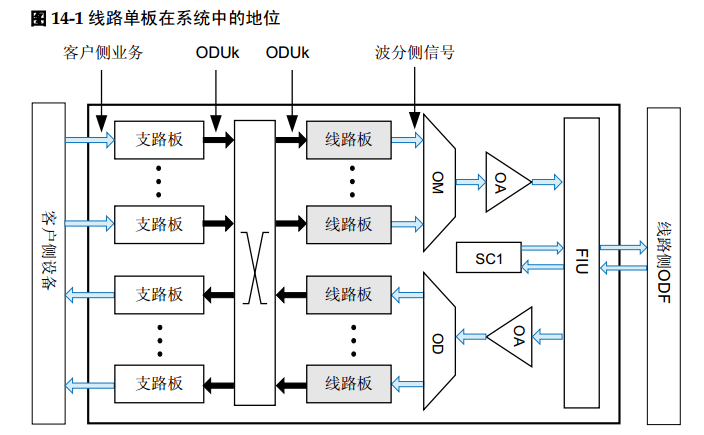 图 14-1 线路单板在系统中的地位
客户侧业务 ODUk ODUk 波分侧信号
支路板 线路板
支路板 线路板
支路板 线路板
支路板 线路板
客户侧设备
OM
OA
SC1
FIU
OD
OA
线路侧ODF